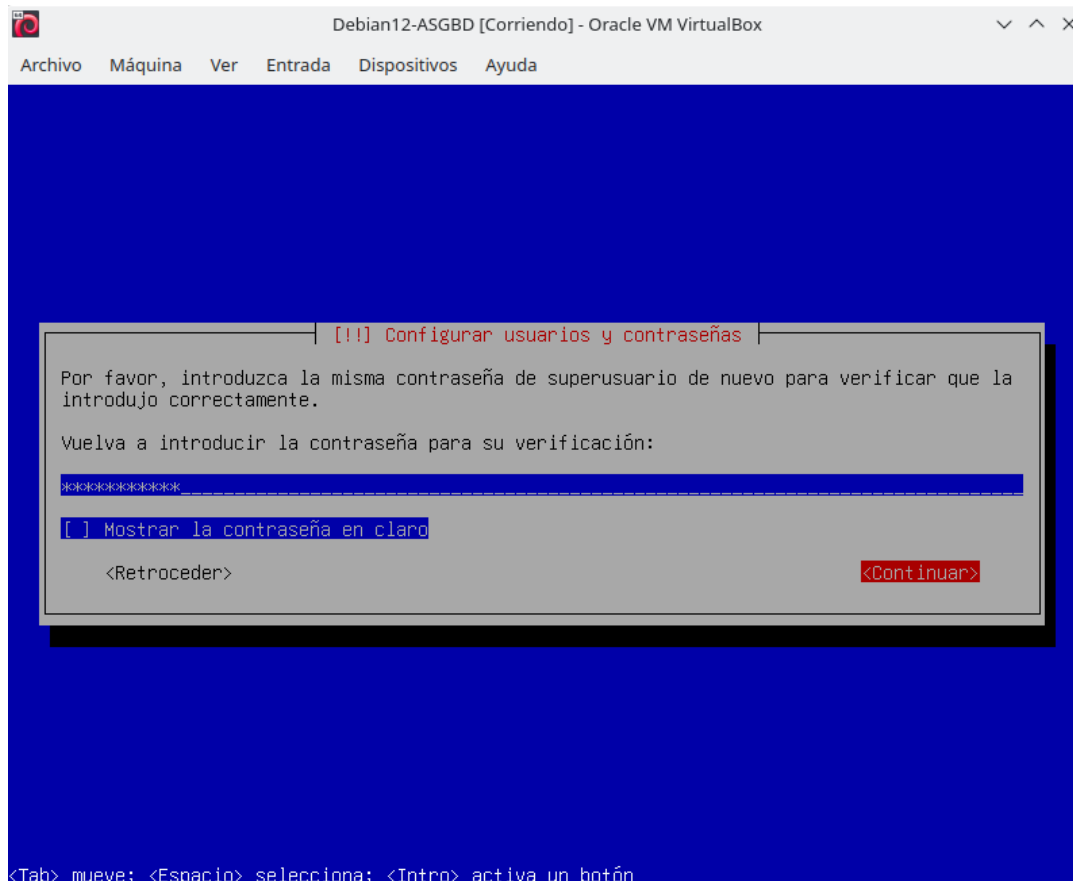 Debian12-ASGBD [Corriendo] - Oracle VM VirtualBox
Archivo Máquina Ver Entrada Dispositivos Ayuda
[!!] Configurar usuarios y contraseñas
Por favor, introduzca la misma contraseña de superusuario de nuevo para verificar que la
introdujo correctamente.
Vuelva a introducir la contraseña para su verificación:
***********
[ ] Mostrar la contraseña en claro
<Retroceder> <Continuar>
<Tab> mueve; <Espacio> selecciona; <Intro> activa un botón